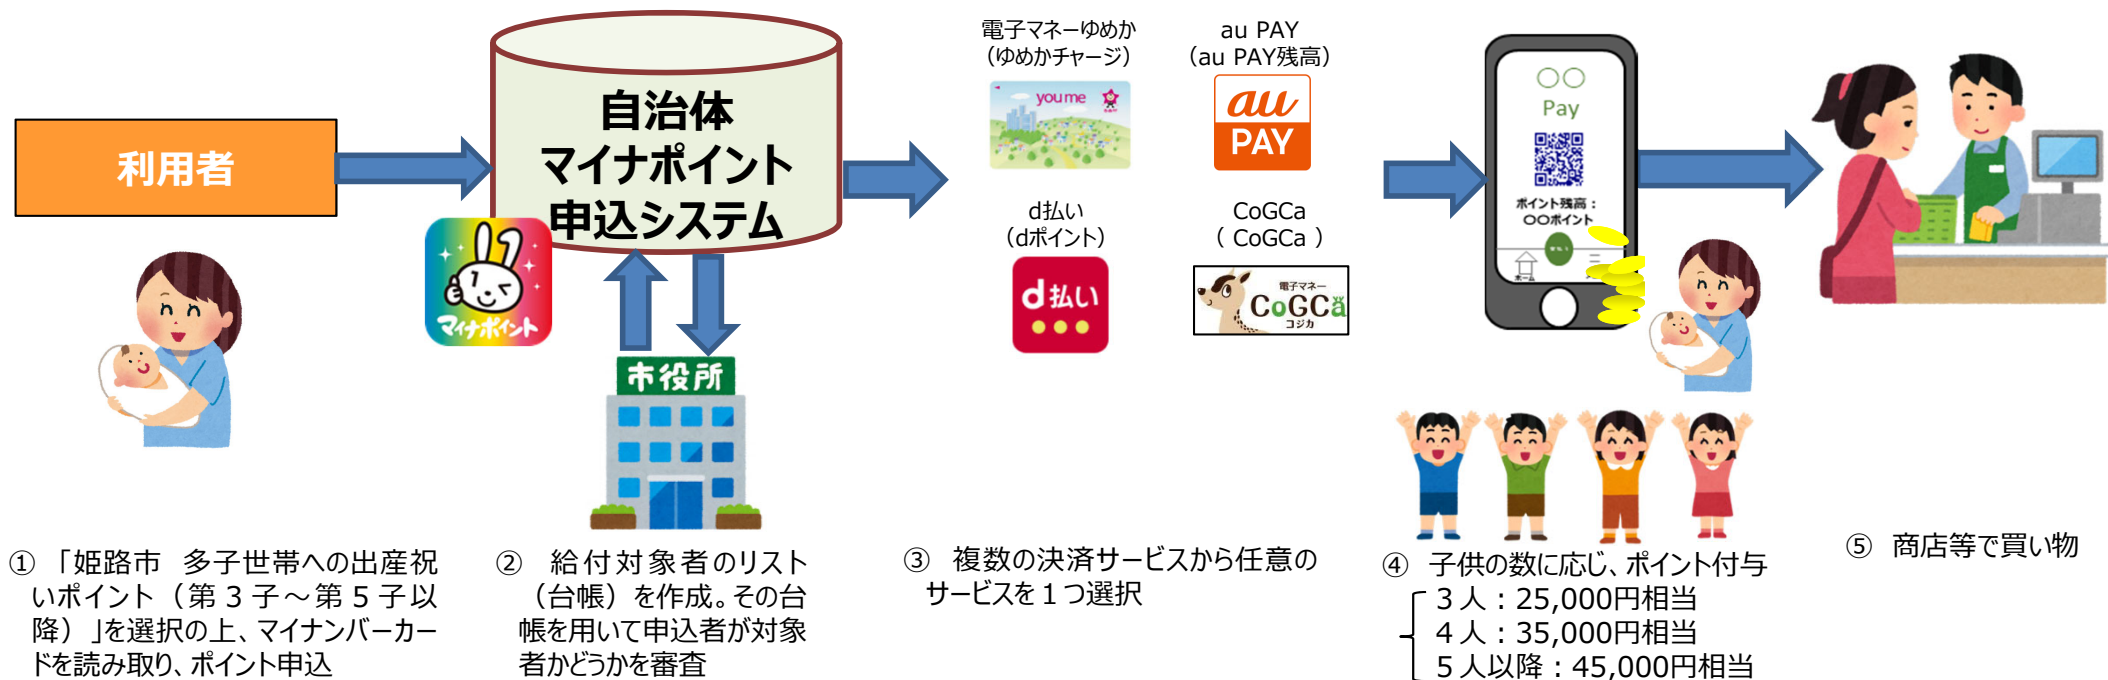 利用者
自治体
マイナポイント
申込システム
マイナポイント
市役所
電子マネーゆめか
（ゆめかチャージ）
youme
au PAY
（au PAY残高）
au
PAY
d払い
（dポイント）
d払い
CoGCa
（ CoGCa ）
電子マネー
CoGCa
コジカ
〇〇
Pay
ポイント残高：
〇〇ポイント
ホーム
① 「姫路市 多子世帯への出産祝
いポイント（第３子～第５子以
降）」を選択の上、マイナンバーカー
ドを読み取り、ポイント申込
② 給付対象者のリスト
（台帳）を作成。その台
帳を用いて申込者が対象
者かどうかを審査
③ 複数の決済サービスから任意の
サービスを１つ選択
④ 子供の数に応じ、ポイント付与
３人：25,000円相当
４人：35,000円相当
５人以降：45,000円相当
⑤ 商店等で買い物